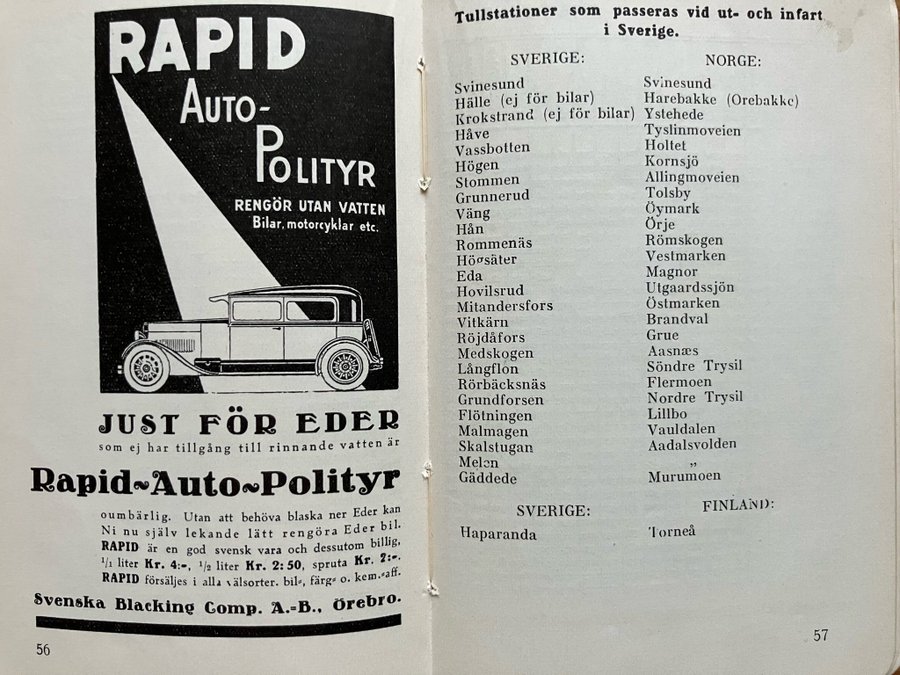 RAPID
AUTO-
POLITYR
RENGÖR UTAN VATTEN
Bilar, motorcyklar etc.
JUST FÖR EDER
som ej har tillgång till rinnande vatten är
Rapid-Auto-Polityr
oumbärlig. Utan att behöva blaska ner Eder kan
Ni nu själv lekande lätt rengöra Eder bil.
RAPID är en god svensk vara och dessutom billig,
1/1 liter Kr. 4:-, 1/2 liter Kr. 2:50, spruta Kr. 2:-.
RAPID försäljes i alla välsorter. bil-, färg- o. kem.-aff.
Svenska Blacking Comp. A.-B., Örebro.
56
Tullstationer som passeras vid ut- och infart
i Sverige.
SVERIGE: NORGE:
Svinesund Svinesund
Hälle (ej för bilar) Harebakke (Orebakke)
Krokstrand (ej för bilar) Ystehede
Håve Tyslinmoveien
Vassbotten Holtet
Högen Kornsjö
Stommen Allingmoveien
Grunnerud Tolsby
Väng Öymark
Hån Örje
Rommenäs Römskogen
Högsäter Vestmarken
Eda Magnor
Hovilsrud Utgaardssjön
Mitandersfors Östmarken
Vitkärn Brandval
Röjdåfors Grue
Medskogen Aasnæs
Långflon Söndre Trysil
Rörbäcksnäs Flermoen
Grundforsen Nordre Trysil
Flötningen Lillbo
Malmagen Vauldalen
Skalstugan Aadalsvolden
Melen „
Gäddede Murumoen
SVERIGE: FINLAND:
Haparanda Torneå
57